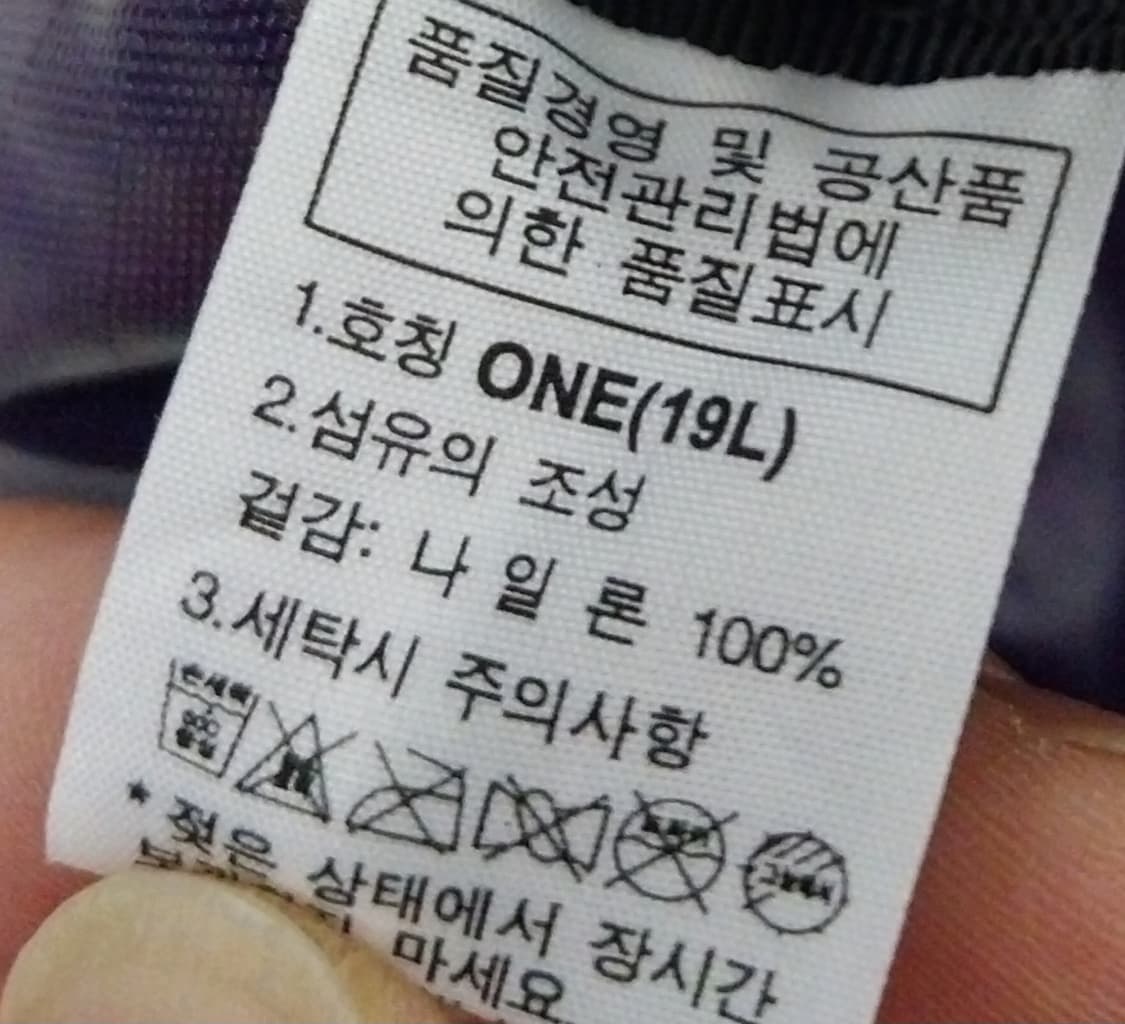 품질경영 및 공산품
안전관리법에
의한 품질표시
1.호칭 ONE(19L)
2.섬유의 조성
겉감: 나 일 론 100%
3.세탁시 주의사항
손세탁
* 젖은 상태에서 장시간
마세요